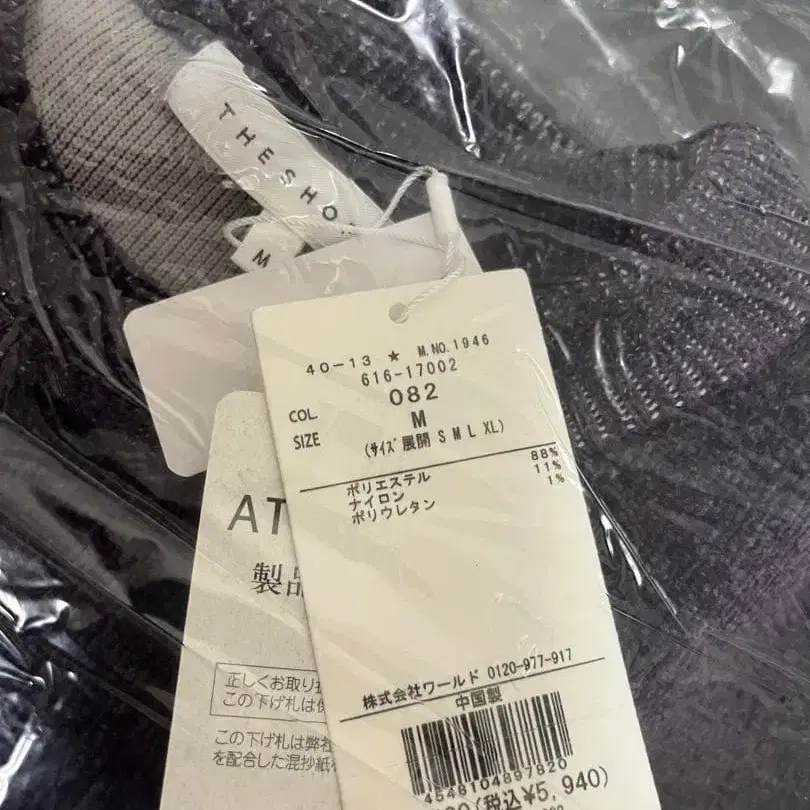 THESHO
M
40-13 ★ M.NO.1946
616-17002
COL. 082
SIZE M
(サイズ展開 S M L XL)
ポリエステル 88%
ナイロン 11%
ポリウレタン 1%
株式会社ワールド 0120-977-917
中国製
4548104897820
(税込¥5,940)
AT
製品
正しくお取り
この下げ札は
この下げ札は弊社
を配合した混抄紙